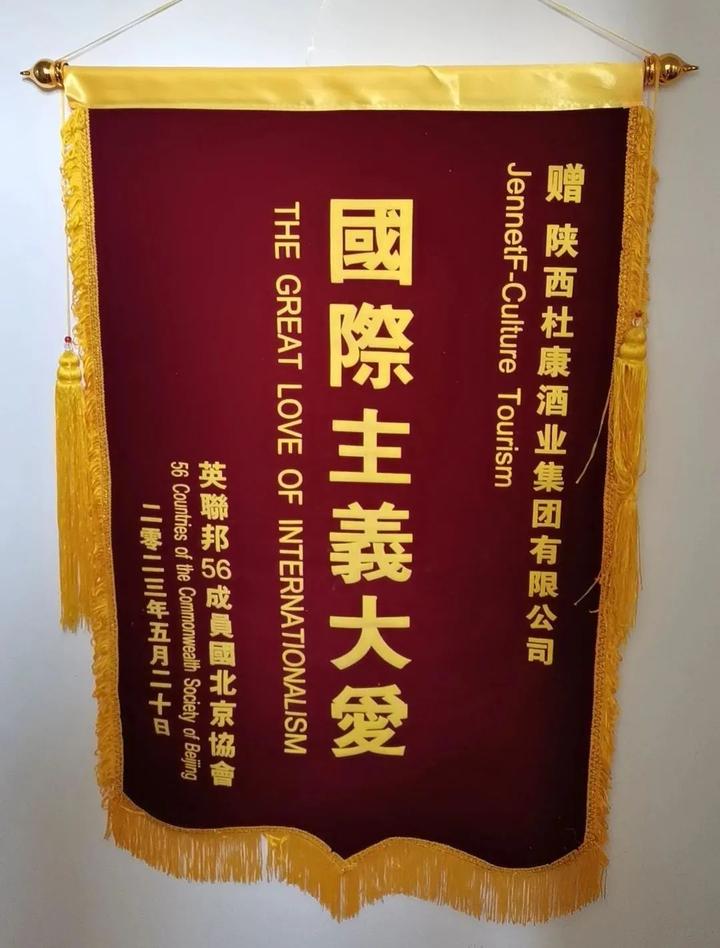 赠 陕西杜康酒业集团有限公司
JennetF-Culture Tourism
國際主義大愛
THE GREAT LOVE OF INTERNATIONALISM
英聯邦56成員國北京協會
56 Countries of the Commonwealth Society of Beijing
二零二三年五月二十日